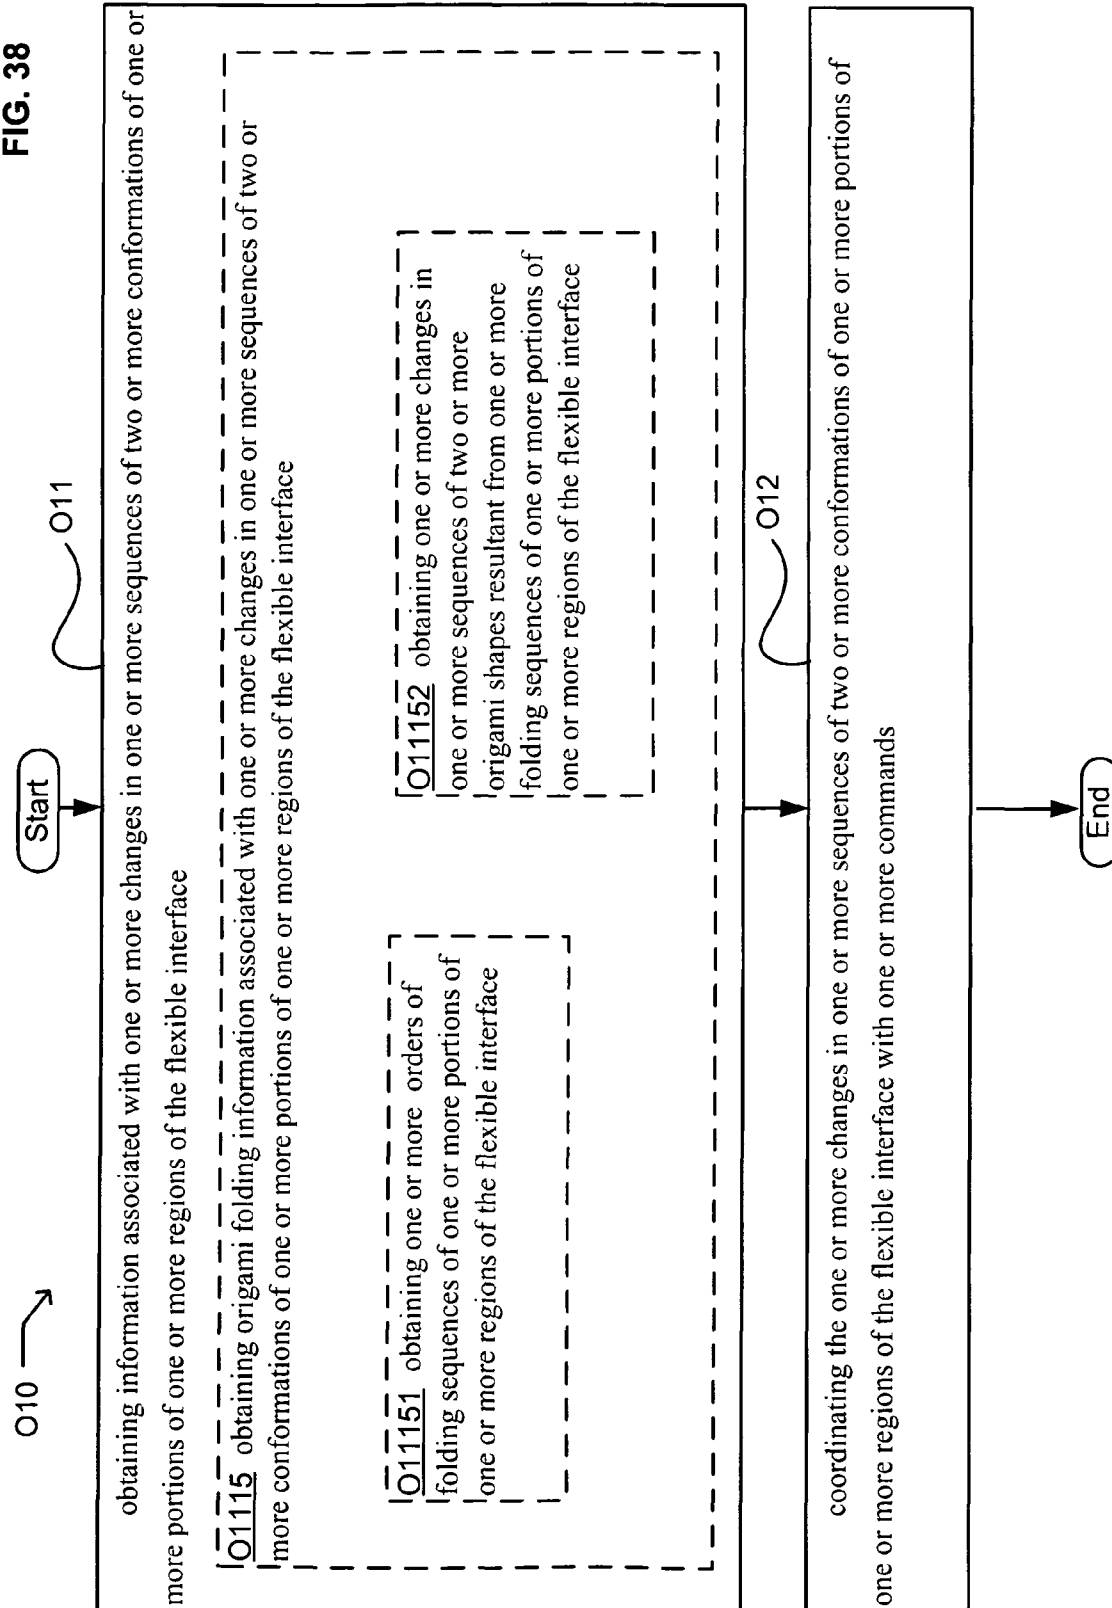 FIG. 38
O10
Start
O11
obtaining information associated with one or more changes in one or more sequences of two or more conformations of one or
more portions of one or more regions of the flexible interface
O1115 obtaining origami folding information associated with one or more changes in one or more sequences of two or
more conformations of one or more portions of one or more regions of the flexible interface
O11151 obtaining one or more orders of
folding sequences of one or more portions of
one or more regions of the flexible interface
O11152 obtaining one or more changes in
one or more sequences of two or more
origami shapes resultant from one or more
folding sequences of one or more portions of
one or more regions of the flexible interface
O12
coordinating the one or more changes in one or more sequences of two or more conformations of one or more portions of
one or more regions of the flexible interface with one or more commands
End